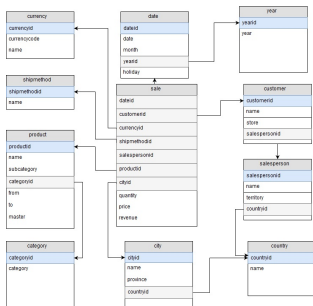 currency
currencyid
currencycode
name
date
dateid
date
month
yearid
holiday
year
yearid
year
shipmethod
shipmethodid
name
sale
dateid
customerid
currencyid
shipmethodid
salespersonid
productid
cityid
quantity
price
revenue
customer
customerid
name
store
salespersonid
product
productid
name
subcategory
categoryid
from
to
master
salesperson
salespersonid
name
territory
countryid
category
categoryid
category
city
cityid
name
province
countryid
country
countryid
name